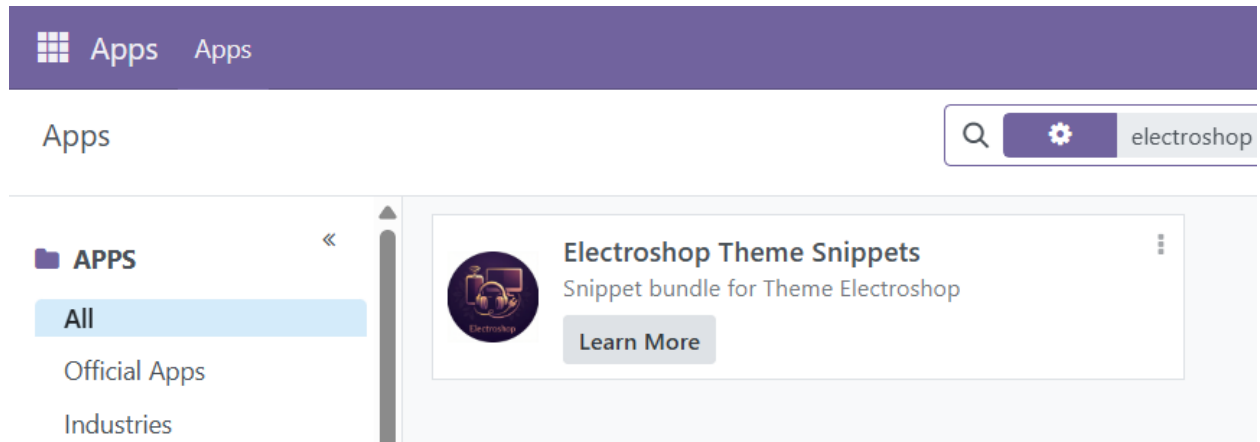 Apps Apps
Apps
electroshop
«
APPS
All
Official Apps
Industries
Electroshop Theme Snippets
Snippet bundle for Theme Electroshop
Learn More
Electroshop